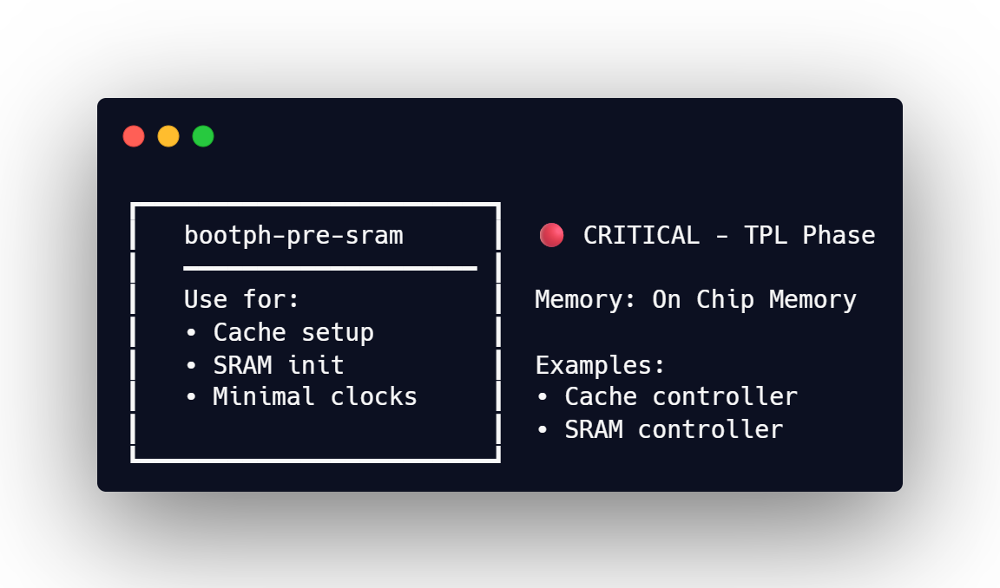 bootph-pre-sram
🔴 CRITICAL - TPL Phase
Use for:
Memory: On Chip Memory
• Cache setup
• SRAM init
Examples:
• Minimal clocks
• Cache controller
• SRAM controller